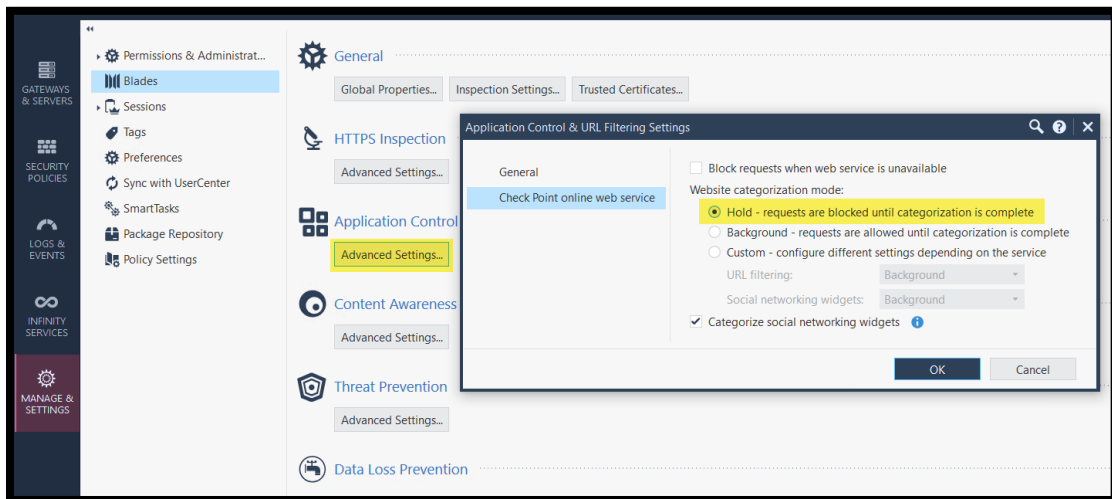 GATEWAYS
& SERVERS
SECURITY
POLICIES
LOGS &
EVENTS
INFINITY
SERVICES
MANAGE &
SETTINGS
Permissions & Administrat...
Blades
Sessions
Tags
Preferences
Sync with UserCenter
SmartTasks
Package Repository
Policy Settings
General
Global Properties... Inspection Settings... Trusted Certificates...
HTTPS Inspection
Advanced Settings...
Application Control
Advanced Settings...
Content Awareness
Advanced Settings...
Threat Prevention
Advanced Settings...
Data Loss Prevention
Application Control & URL Filtering Settings
General
Check Point online web service
Block requests when web service is unavailable
Website categorization mode:
Hold - requests are blocked until categorization is complete
Background - requests are allowed until categorization is complete
Custom - configure different settings depending on the service
URL filtering: Background
Social networking widgets: Background
Categorize social networking widgets
OK Cancel